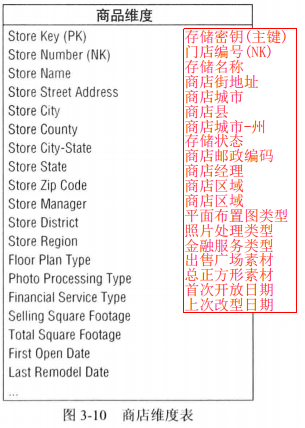 商品维度
Store Key (PK)
Store Number (NK)
Store Name
Store Street Address
Store City
Store County
Store City-State
Store State
Store Zip Code
Store Manager
Store District
Store Region
Floor Plan Type
Photo Processing Type
Financial Service Type
Selling Square Footage
Total Square Footage
First Open Date
Last Remodel Date
...
存储密钥(主键)
门店编号(NK)
存储名称
商店街地址
商店城市
商店县
商店城市-州
存储状态
商店邮政编码
商店经理
商店区域
商店区域
平面布置图类型
照片处理类型
金融服务类型
出售广场素材
总正方形素材
首次开放日期
上次改型日期
图 3-10 商店维度表